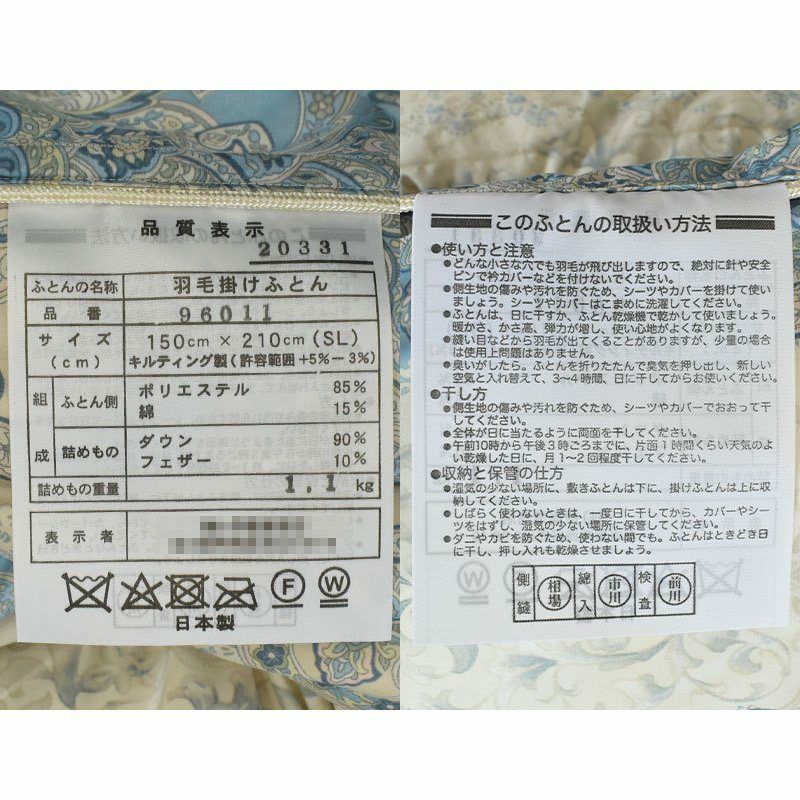 品質表示
20331
ふとんの名称 羽毛掛けふとん
品番 96011
サイズ(cm) 150cm × 210cm (SL)
キルティング製(許容範囲+5%－3%)
組成 ふとん側 ポリエステル 85%
綿 15%
詰めもの ダウン 90%
フェザー 10%
詰めもの重量 1.1 kg
表示者
F W
日本製
このふとんの取扱い方法
●使い方と注意
●どんな小さな穴でも羽毛が飛び出しますので、絶対に針や安全
ピンで衿カバーなどを付けないでください。
●側生地の傷みや汚れを防ぐため、シーツやカバーを掛けて使い
ましょう。シーツやカバーはこまめに洗濯してください。
●ふとんは、日に干すか、ふとん乾燥機で乾かして使いましょう。
暖かさ、かさ高、弾力が増し、使い心地がよくなります。
●縫い目などから羽毛が出てくることがありますが、少量の場合
は使用上問題はありません。
●臭いがしたら。ふとんを折りたたんで臭気を押し出し、新しい
空気と入れ替えて、3〜4時間、日に干してからお使いください。
●干し方
●側生地の傷みや汚れを防ぐため、シーツやカバーでおおって干
してください。
●全体が日に当たるように両面を干してください。
●午前10時から午後3時ごろまでに、片面1時間くらい天気のよ
い乾燥した日に、月1〜2回程度干してください。
●収納と保管の仕方
●湿気の少ない場所に、敷きふとんは下に、掛けふとんは上に収
納してください。
●しばらく使わないときは、一度日に干してから、カバーやシー
ツをはずし、湿気の少ない場所に保管してください。
●ダニやカビを防ぐため、使わない間でも。ふとんはときどき日
に干し、押し入れも乾燥させましょう。
側縫 相場 綿入 市川 検査 前川